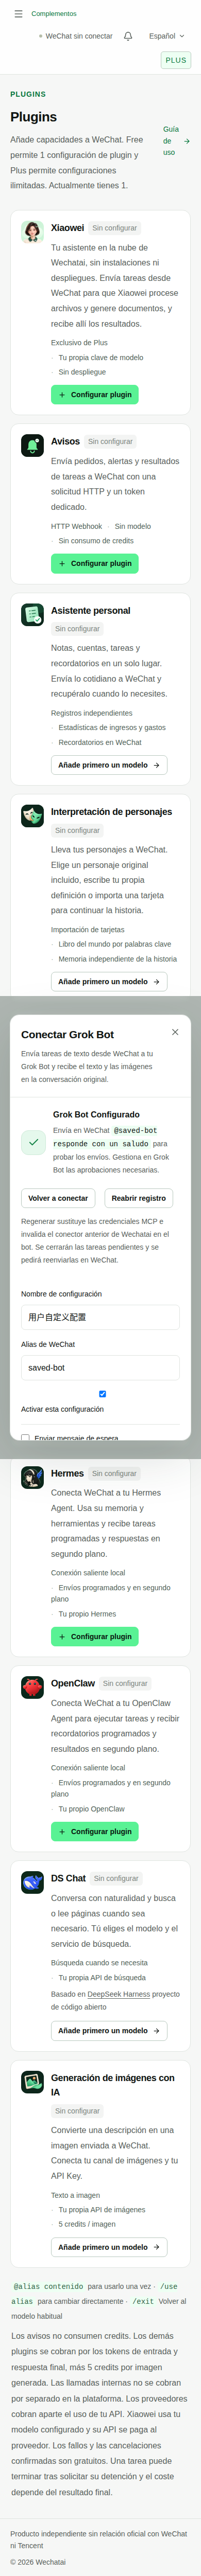 Complementos
WeChat sin conectar
Español
PLUS
PLUGINS
Plugins
Añade capacidades a WeChat. Free
permite 1 configuración de plugin y
Plus permite configuraciones
ilimitadas. Actualmente tienes 1.
Guía
de
uso
Xiaowei Sin configurar
Tu asistente en la nube de
Wechatai, sin instalaciones ni
despliegues. Envía tareas desde
WeChat para que Xiaowei procese
archivos y genere documentos, y
recibe allí los resultados.
Exclusivo de Plus
· Tu propia clave de modelo
· Sin despliegue
+ Configurar plugin
Avisos Sin configurar
Envía pedidos, alertas y resultados
de tareas a WeChat con una
solicitud HTTP y un token
dedicado.
HTTP Webhook · Sin modelo
· Sin consumo de credits
+ Configurar plugin
Asistente personal
Sin configurar
Notas, cuentas, tareas y
recordatorios en un solo lugar.
Envía lo cotidiano a WeChat y
recupéralo cuando lo necesites.
Registros independientes
· Estadísticas de ingresos y gastos
· Recordatorios en WeChat
Añade primero un modelo →
Interpretación de personajes
Sin configurar
Lleva tus personajes a WeChat.
Elige un personaje original
incluido, escribe tu propia
definición o importa una tarjeta
para continuar la historia.
Importación de tarjetas
· Libro del mundo por palabras clave
· Memoria independiente de la historia
Añade primero un modelo →
Conectar Grok Bot
Envía tareas de texto desde WeChat a tu
Grok Bot y recibe el texto y las imágenes
en la conversación original.
Grok Bot Configurado
Envía en WeChat @saved-bot
responde con un saludo para
probar los envíos. Gestiona en Grok
Bot las aprobaciones necesarias.
Volver a conectar
Reabrir registro
Regenerar sustituye las credenciales MCP e
invalida el conector anterior de Wechatai en el
bot. Se cerrarán las tareas pendientes y se
pedirá reenviarlas en WeChat.
Nombre de configuración
用户自定义配置
Alias de WeChat
saved-bot
Activar esta configuración
Enviar mensaje de espera
Hermes Sin configurar
Conecta WeChat a tu Hermes
Agent. Usa su memoria y
herramientas y recibe tareas
programadas y respuestas en
segundo plano.
Conexión saliente local
· Envíos programados y en segundo
plano
· Tu propio Hermes
+ Configurar plugin
OpenClaw Sin configurar
Conecta WeChat a tu OpenClaw
Agent para ejecutar tareas y recibir
recordatorios programados y
resultados en segundo plano.
Conexión saliente local
· Envíos programados y en segundo
plano
· Tu propio OpenClaw
+ Configurar plugin
DS Chat Sin configurar
Conversa con naturalidad y busca
o lee páginas cuando sea
necesario. Tú eliges el modelo y el
servicio de búsqueda.
Búsqueda cuando se necesita
· Tu propia API de búsqueda
Basado en DeepSeek Harness proyecto
de código abierto
Añade primero un modelo →
Generación de imágenes con
IA
Sin configurar
Convierte una descripción en una
imagen enviada a WeChat.
Conecta tu canal de imágenes y tu
API Key.
Texto a imagen
· Tu propia API de imágenes
· 5 credits / imagen
Añade primero un modelo →
@alias contenido para usarlo una vez · /use
alias para cambiar directamente · /exit Volver al
modelo habitual
Los avisos no consumen credits. Los demás
plugins se cobran por los tokens de entrada y
respuesta final, más 5 credits por imagen
generada. Las llamadas internas no se cobran
por separado en la plataforma. Los proveedores
cobran aparte el uso de tu API. Xiaowei usa tu
modelo configurado y su API se paga al
proveedor. Los fallos y las cancelaciones
confirmadas son gratuitos. Una tarea puede
terminar tras solicitar su detención y el coste
depende del resultado final.
Producto independiente sin relación oficial con WeChat
ni Tencent
© 2026 Wechatai